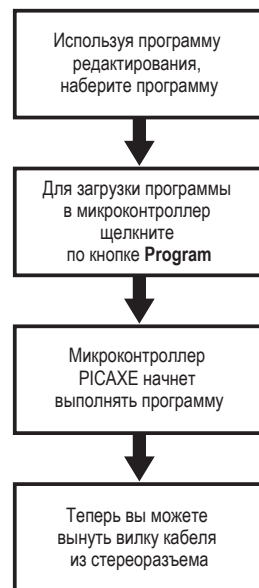 Используя программу
редактирования,
наберите программу
Для загрузки программы
в микроконтроллер
щелкните
по кнопке Program
Микроконтроллер
PICAXE начнет
выполнять программу
Теперь вы можете
вынуть вилку кабеля
из стереоразъема